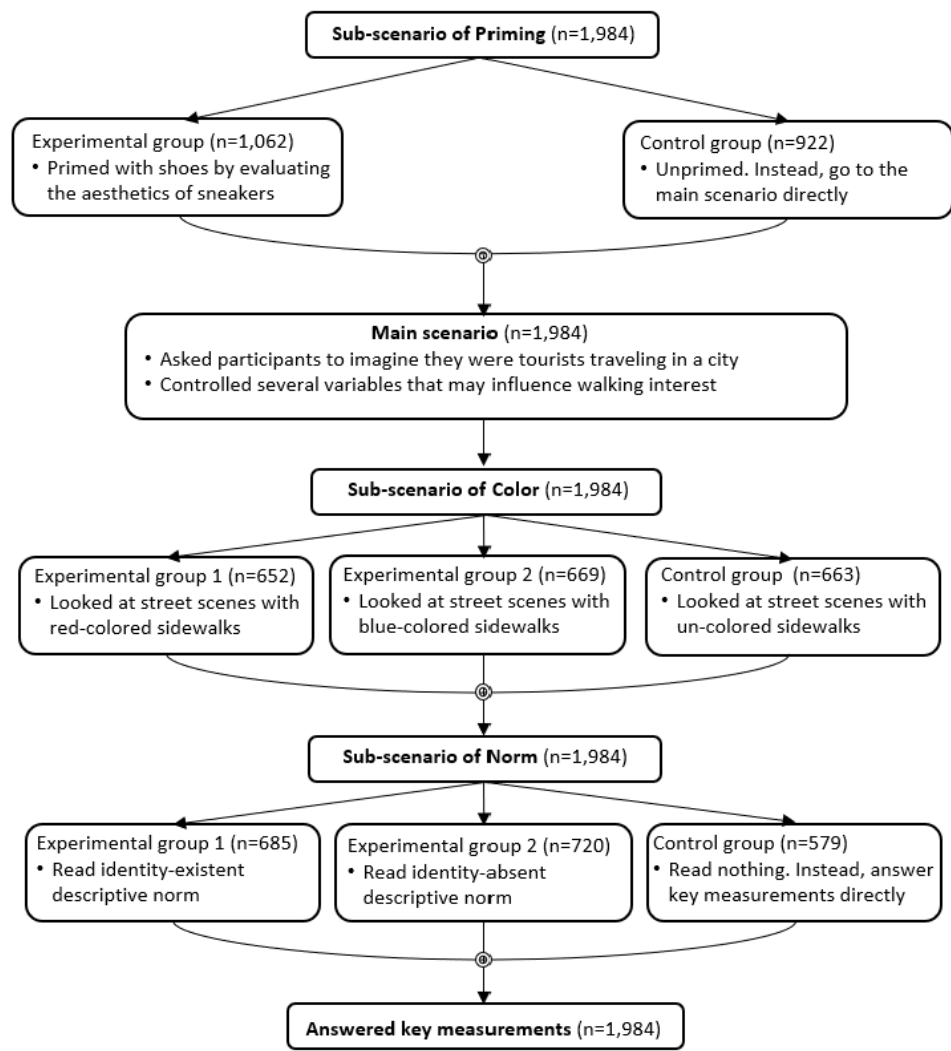 Sub-scenario of Priming (n=1,984)
Experimental group (n=1,062)
• Primed with shoes by evaluating
the aesthetics of sneakers
Control group (n=922)
• Unprimed. Instead, go to the
main scenario directly
Main scenario (n=1,984)
• Asked participants to imagine they were tourists traveling in a city
• Controlled several variables that may influence walking interest
Sub-scenario of Color (n=1,984)
Experimental group 1 (n=652)
• Looked at street scenes with
red-colored sidewalks
Experimental group 2 (n=669)
• Looked at street scenes with
blue-colored sidewalks
Control group (n=663)
• Looked at street scenes with
un-colored sidewalks
Sub-scenario of Norm (n=1,984)
Experimental group 1 (n=685)
• Read identity-existent
descriptive norm
Experimental group 2 (n=720)
• Read identity-absent
descriptive norm
Control group (n=579)
• Read nothing. Instead, answer
key measurements directly
Answered key measurements (n=1,984)